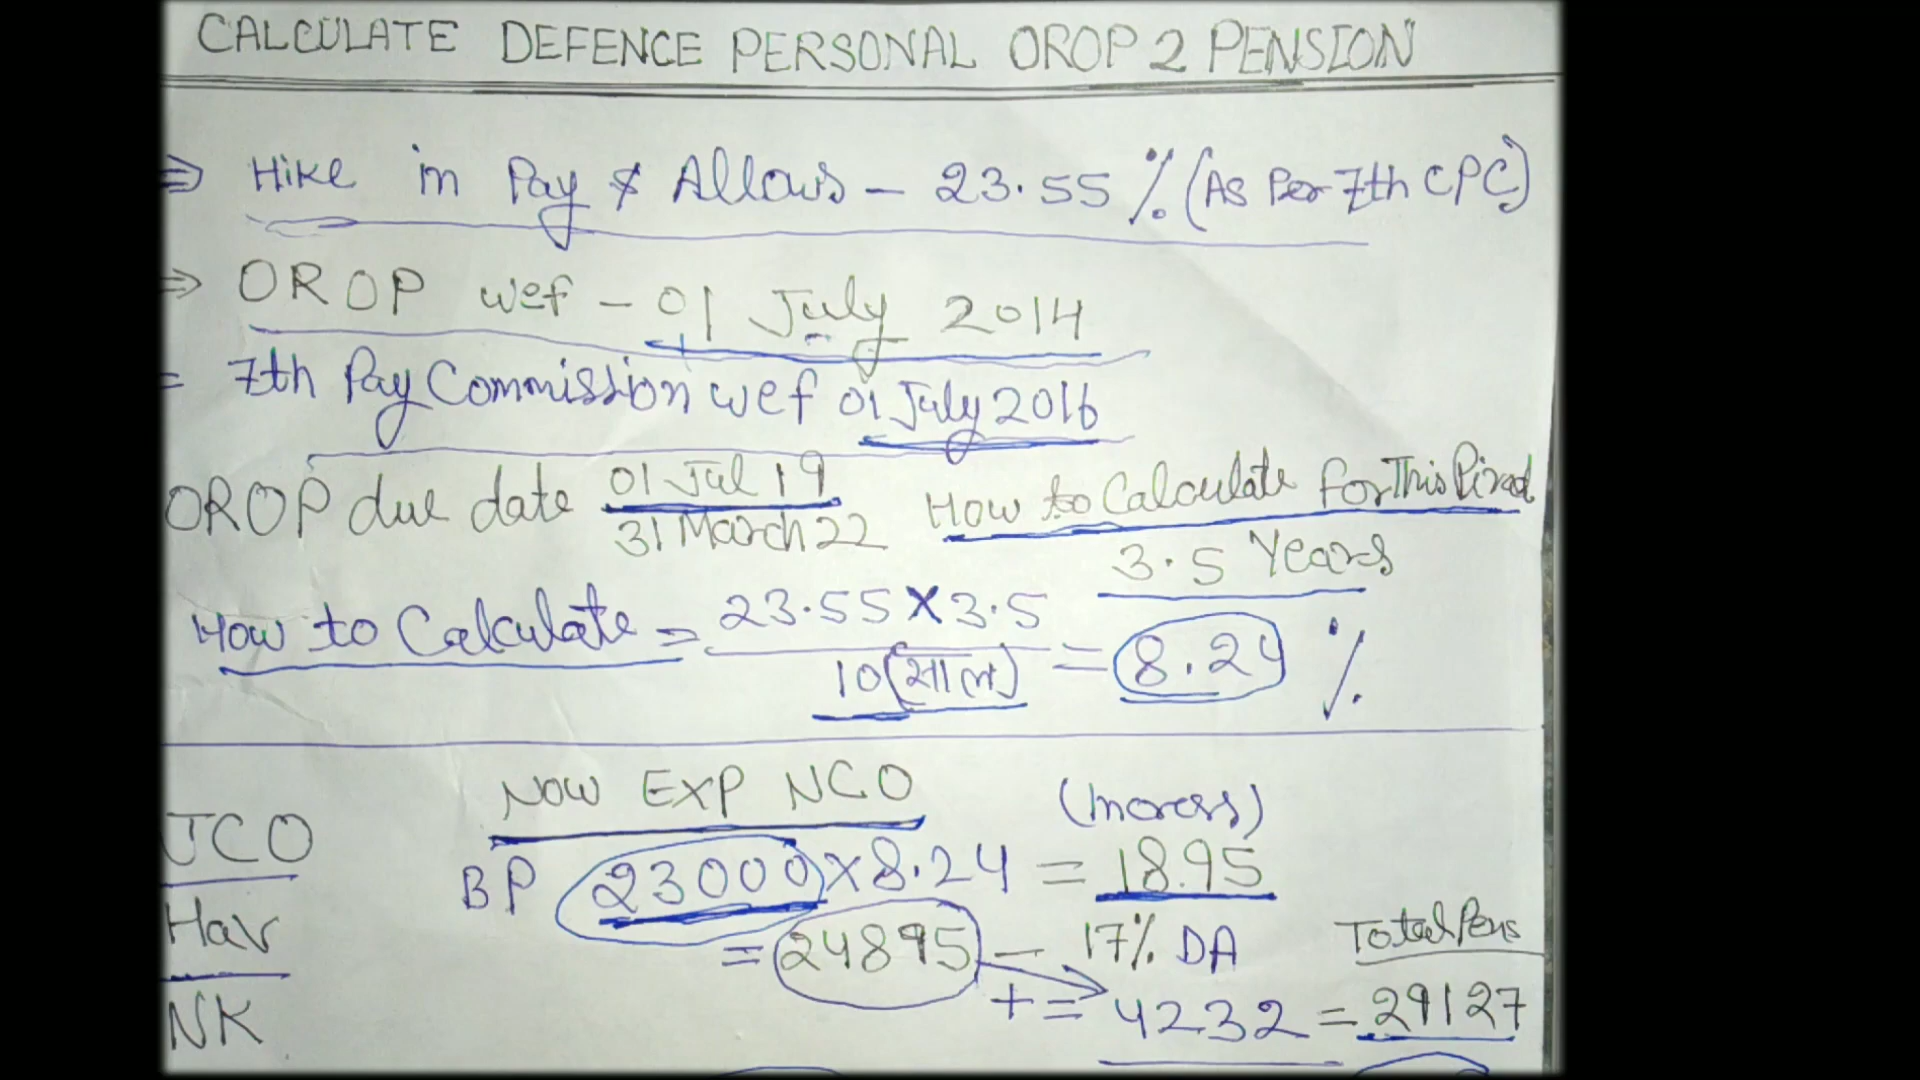 CALCULATE DEFENCE PERSONAL OROP 2 PENSION
⇒ Hike in Pay & Allows - 23.55 % (As Per 7th CPC)
⇒ OROP wef - 01 July 2014
= 7th Pay Commission wef 01 July 2016
OROP due date 01 Jul 19 How to Calculate For This Pirod
31 March 22 3.5 Years
How to Calculate = 23.55 X 3.5
10 (साल) = 8.24 %
Now EXP NCO
(Incress)
JCO
BP 23000 x 8.24 = 18.95
Hav
= 24895 - 17% DA Total Pens
NK
+ = 4232 = 29127